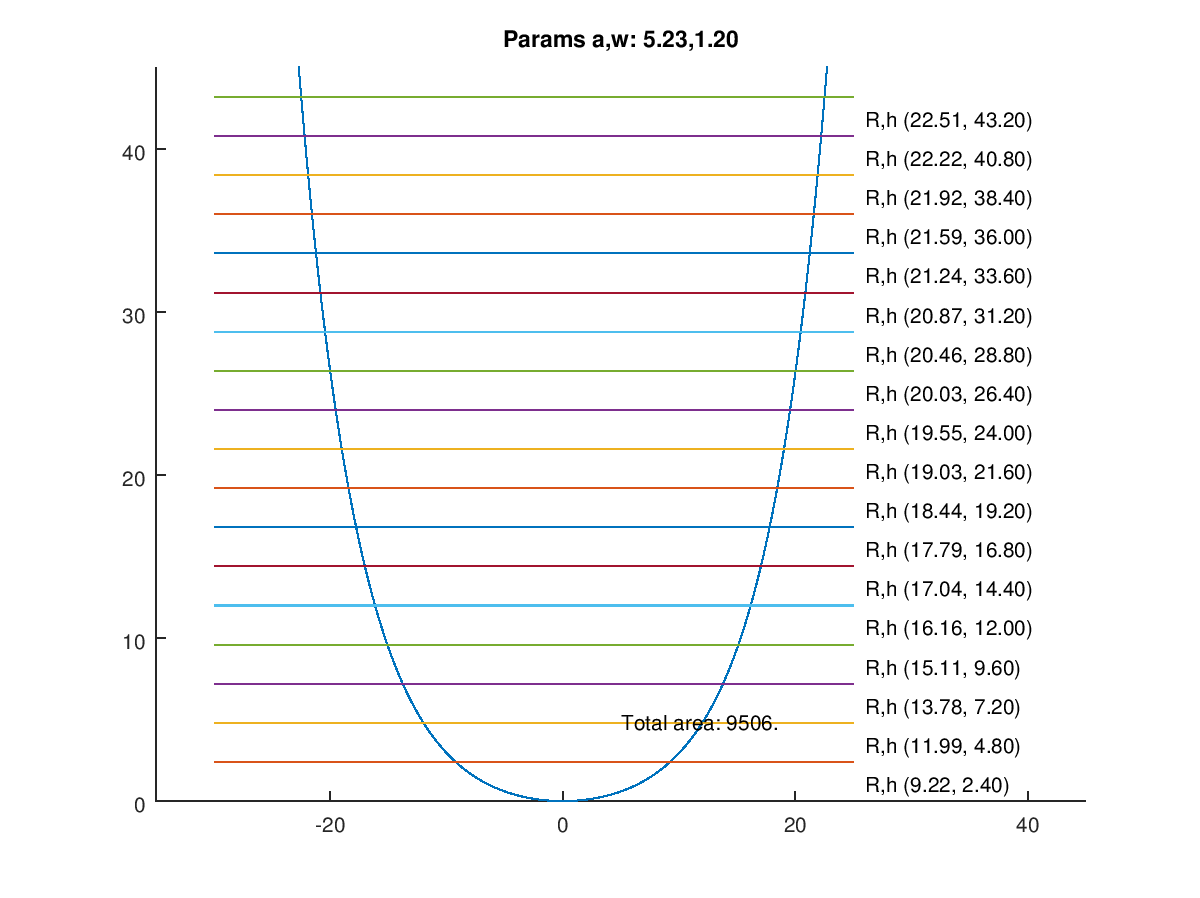 Params a,w: 5.23,1.20
R,h (22.51, 43.20)
40
R,h (22.22, 40.80)
R,h (21.92, 38.40)
R,h (21.59, 36.00)
R,h (21.24, 33.60)
30
R,h (20.87, 31.20)
R,h (20.46, 28.80)
R,h (20.03, 26.40)
R,h (19.55, 24.00)
R,h (19.03, 21.60)
20
R,h (18.44, 19.20)
R,h (17.79, 16.80)
R,h (17.04, 14.40)
R,h (16.16, 12.00)
10
R,h (15.11, 9.60)
R,h (13.78, 7.20)
Total area: 9506.
R,h (11.99, 4.80)
R,h (9.22, 2.40)
0
-20 0 20 40